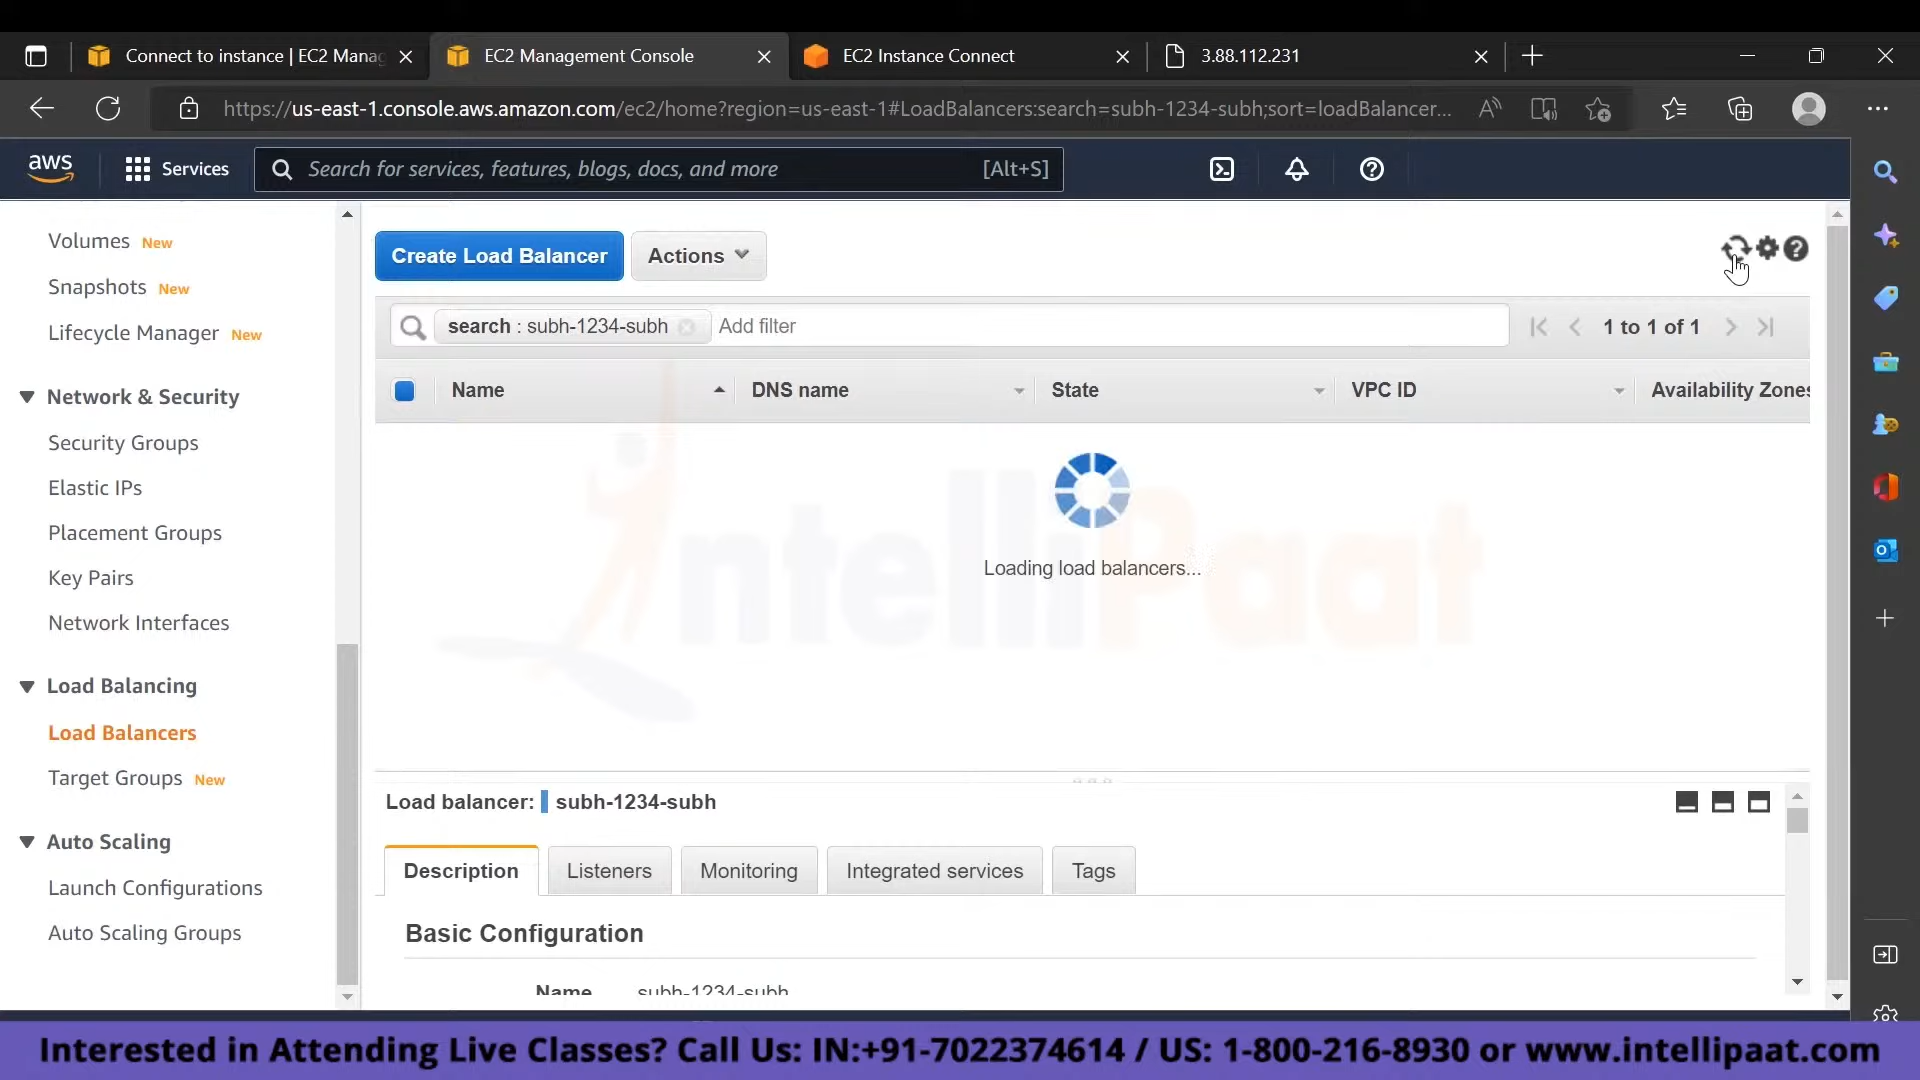 Connect to instance | EC2 Manag
EC2 Management Console
EC2 Instance Connect
3.88.112.231
https://us-east-1.console.aws.amazon.com/ec2/home?region=us-east-1#LoadBalancers:search=subh-1234-subh;sort=loadBalancer...
aws
Services
Search for services, features, blogs, docs, and more
[Alt+S]
Volumes New
Snapshots New
Lifecycle Manager New
Network & Security
Security Groups
Elastic IPs
Placement Groups
Key Pairs
Network Interfaces
Load Balancing
Load Balancers
Target Groups New
Auto Scaling
Launch Configurations
Auto Scaling Groups
Create Load Balancer
Actions
search : subh-1234-subh
Add filter
1 to 1 of 1
Name
DNS name
State
VPC ID
Availability Zones
Loading load balancers...
IntelliPaat
Load balancer: subh-1234-subh
Description
Listeners
Monitoring
Integrated services
Tags
Basic Configuration
Name subh-1234-subh
Interested in Attending Live Classes? Call Us: IN:+91-7022374614 / US: 1-800-216-8930 or www.intellipaat.com